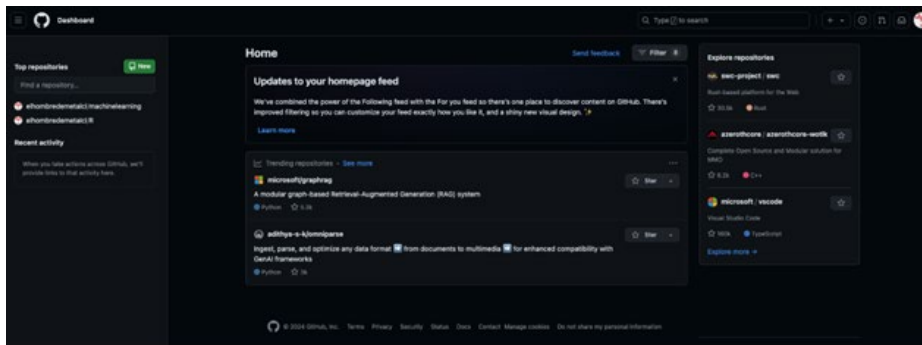 Dashboard
Type / to search
Top repositories
New
Find a repository...
elhombredemetalcl/machinelearning
elhombredemetalcl/R
Recent activity
When you take actions across GitHub, we'll
provide links to that activity here.
Home
Send feedback
Filter 8
Updates to your homepage feed
We've combined the power of the Following feed with the For you feed so there's one place to discover content on GitHub. There's
improved filtering so you can customize your feed exactly how you like it, and a shiny new visual design. ✨
Learn more
Trending repositories · See more
microsoft/graphrag
Star
A modular graph-based Retrieval-Augmented Generation (RAG) system
Python
adithya-s-k/omniparse
Star
Ingest, parse, and optimize any data format ➡️ from documents to multimedia ➡️ for enhanced compatibility with
GenAI frameworks
Python 3k
Explore repositories
swc-project / swc
Rust-based platform for the Web
Rust
azerothcore / azerothcore-wotlk
Complete Open Source and Modular solution for
MMO
6.2k C++
microsoft / vscode
Visual Studio Code
160k TypeScript
Explore more →
© 2024 GitHub, Inc. Terms Privacy Security Status Docs Contact Manage cookies Do not share my personal information